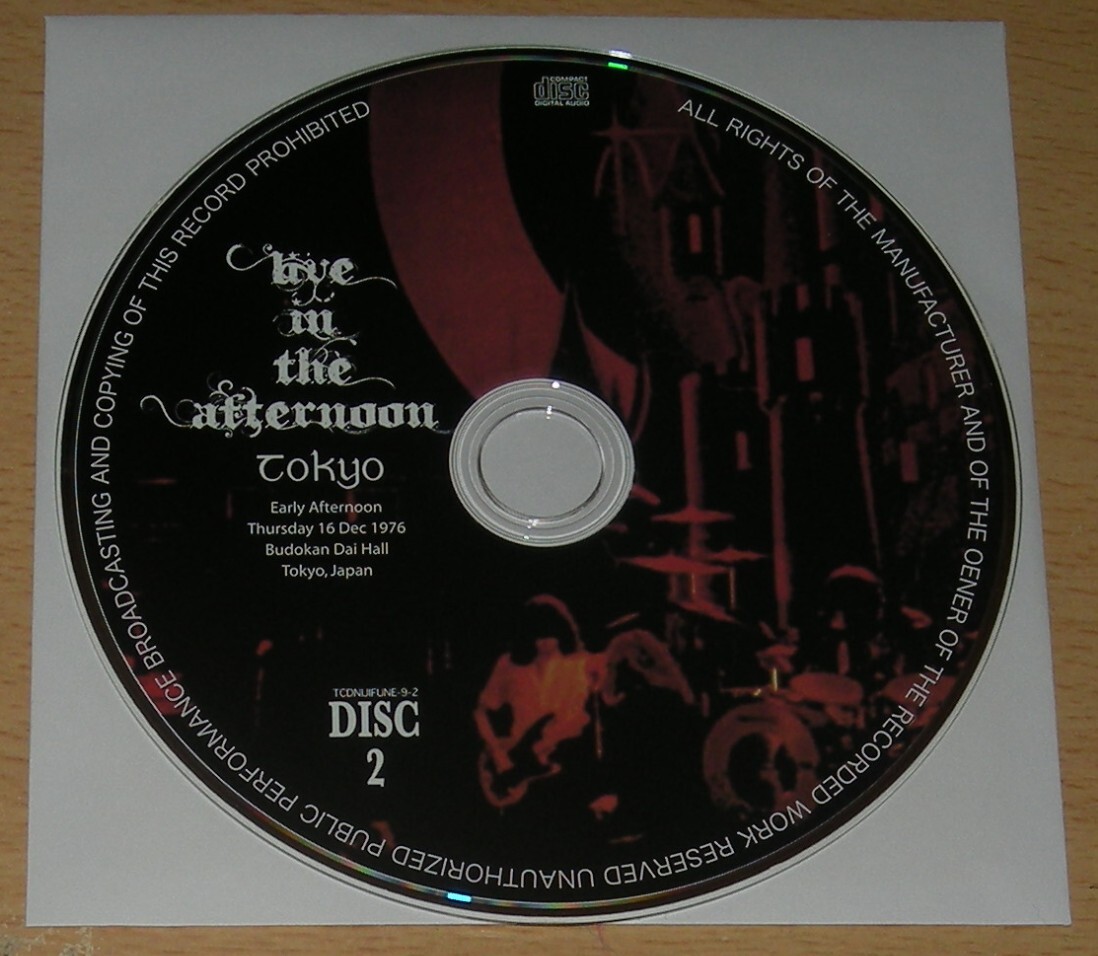 COMPACT
disc
DIGITAL AUDIO
ALL RIGHTS OF THE MANUFACTURER AND OF THE OENER OF THE RECORDED WORK RESERVED UNAUTHORIZED PUBLIC PERFORMANCE BROADCASTING AND COPYING OF THIS RECORD PROHIBITED
live
in
the
afternoon
Tokyo
Early Afternoon
Thursday 16 Dec 1976
Budokan Dai Hall
Tokyo, Japan
TCDNUIFUNE-9-2
DISC
2